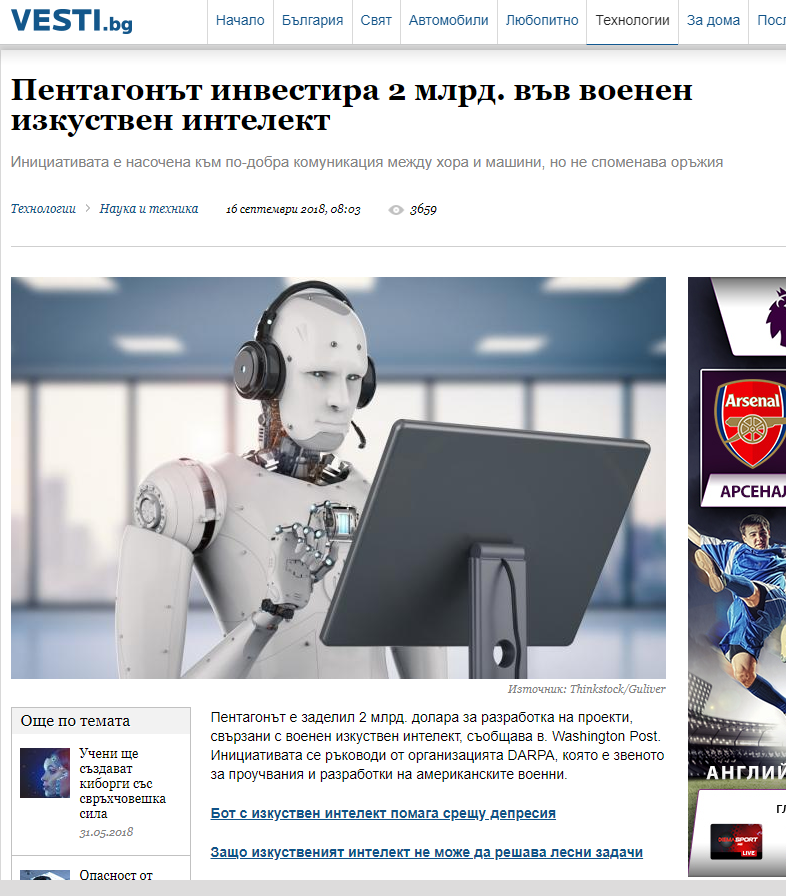 VESTI.bg
Начало България Свят Автомобили Любопитно Технологии За дома
Пентагонът инвестира 2 млрд. във военен
изкуствен интелект
Инициативата е насочена към по-добра комуникация между хора и машини, но не споменава оръжия
Технологии > Наука и техника 16 септември 2018, 08:03 3659
Arsenal
АРСЕНАЛ
Източник: Thinkstock/Guliver
Още по темата
Учени ще
създават
киборги със
свръхчовешка
сила
31.05.2018
Опасност от
Пентагонът е заделил 2 млрд. долара за разработка на проекти,
свързани с военен изкуствен интелект, съобщава в. Washington Post.
Инициативата се ръководи от организацията DARPA, която е звеното
за проучвания и разработки на американските военни.
Бот с изкуствен интелект помага срещу депресия
Защо изкуственият интелект не може да решава лесни задачи
LIVE